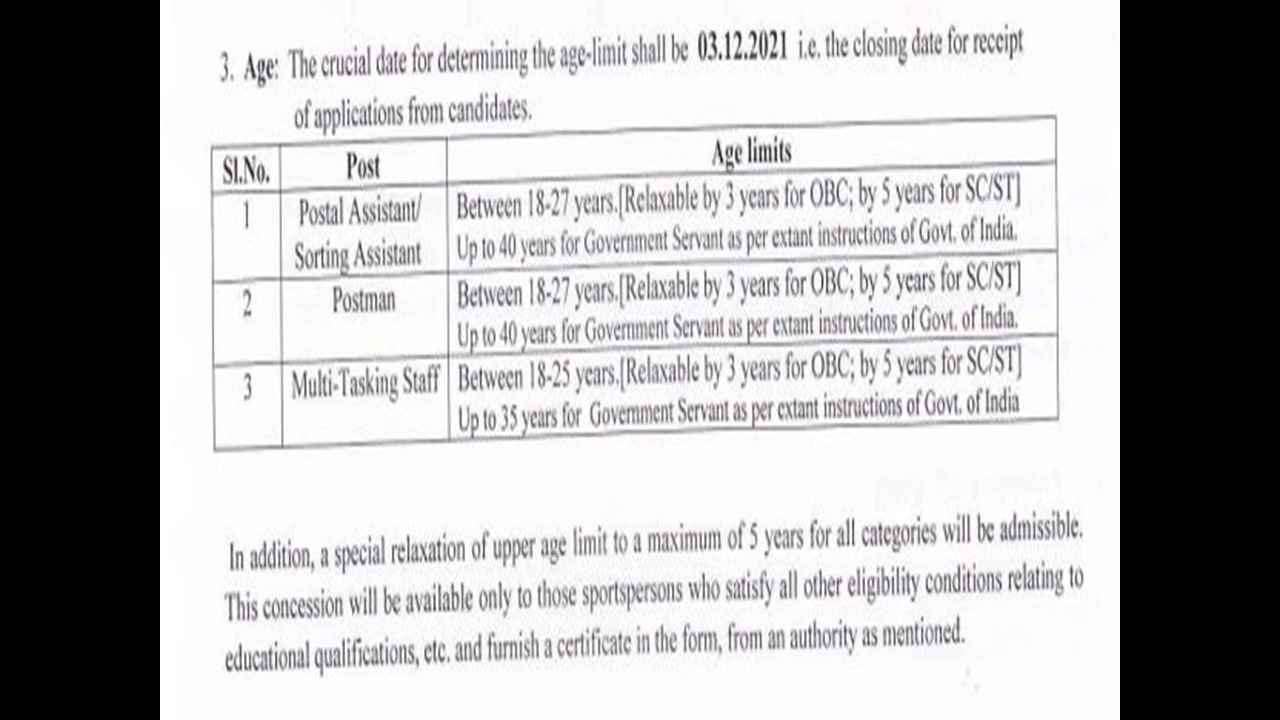 3. Age: The crucial date for determining the age-limit shall be 03.12.2021 i.e. the closing date for receipt
of applications from candidates.
Sl.No. Post Age limits
1 Postal Assistant/ Between 18-27 years.[Relaxable by 3 years for OBC; by 5 years for SC/ST]
Sorting Assistant Up to 40 years for Government Servant as per extant instructions of Govt. of India.
2 Postman Between 18-27 years.[Relaxable by 3 years for OBC; by 5 years for SC/ST]
Up to 40 years for Government Servant as per extant instructions of Govt. of India.
3 Multi-Tasking Staff Between 18-25 years.[Relaxable by 3 years for OBC; by 5 years for SC/ST]
Up to 35 years for Government Servant as per extant instructions of Govt. of India
In addition, a special relaxation of upper age limit to a maximum of 5 years for all categories will be admissible.
This concession will be available only to those sportspersons who satisfy all other eligibility conditions relating to
educational qualifications, etc. and furnish a certificate in the form, from an authority as mentioned.